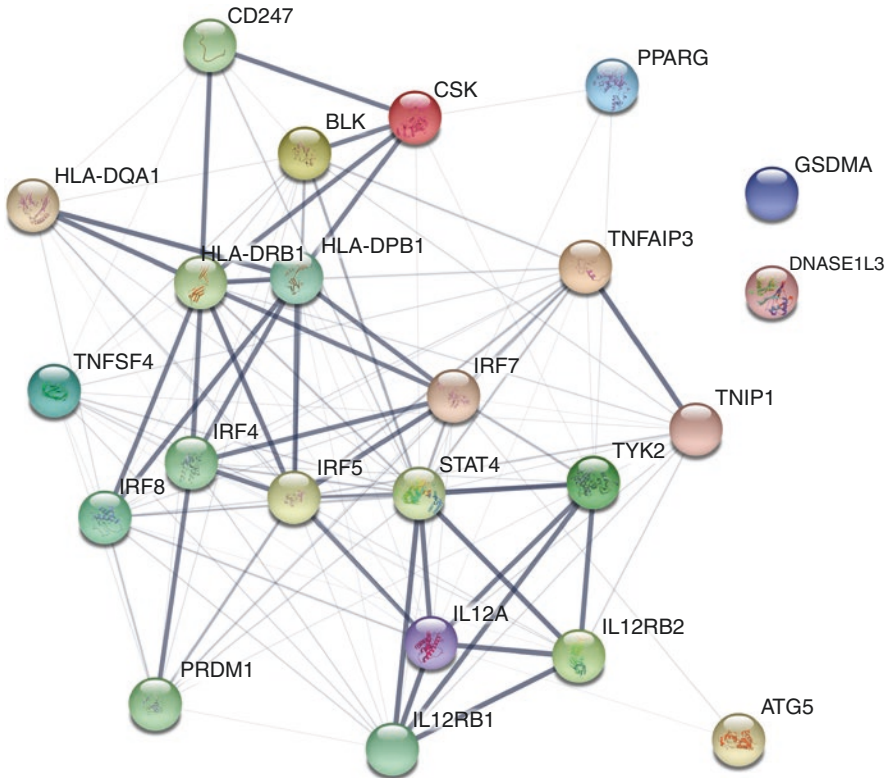 CD247
PPARG
CSK
BLK
GSDMA
HLA-DQA1
TNFAIP3
HLA-DRB1
HLA-DPB1
DNASE1L3
TNFSF4
IRF7
TNIP1
IRF4
IRF5
STAT4
TYK2
IRF8
IL12A
IL12RB2
PRDM1
ATG5
IL12RB1